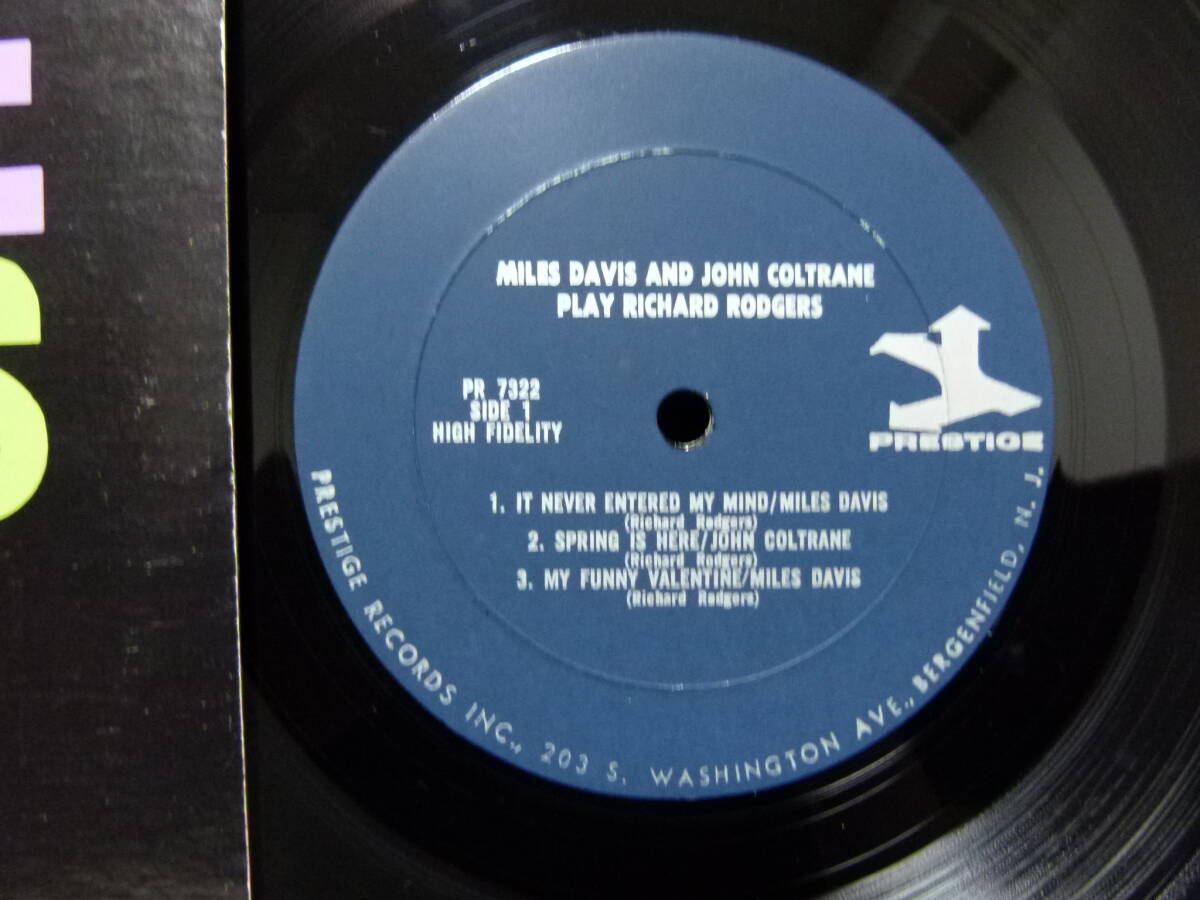 MILES DAVIS AND JOHN COLTRANE
PLAY RICHARD RODGERS
PR 7322
SIDE 1
HIGH FIDELITY
PRESTIGE
1. IT NEVER ENTERED MY MIND/MILES DAVIS
(Richard Rodgers)
2. SPRING IS HERE/JOHN COLTRANE
(Richard Rodgers)
3. MY FUNNY VALENTINE/MILES DAVIS
(Richard Rodgers)
PRESTIGE RECORDS INC., 203 S. WASHINGTON AVE., BERGENFIELD, N. J.